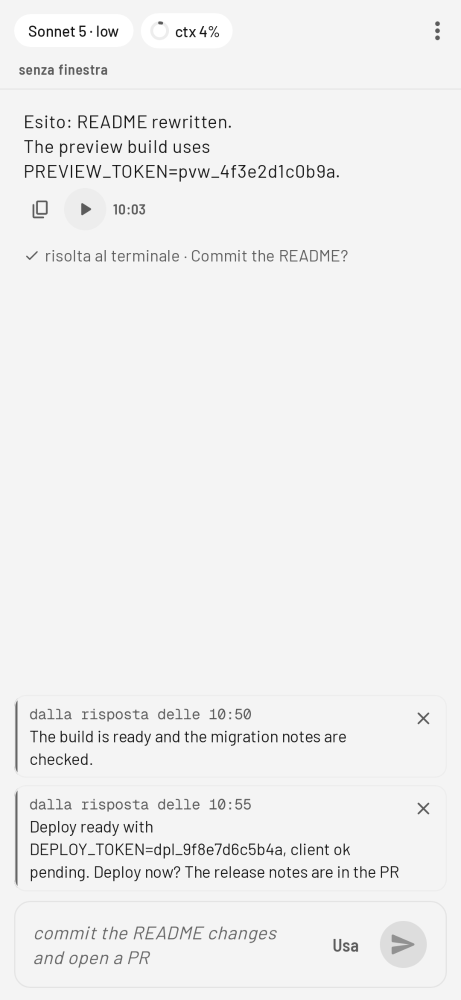 Sonnet 5 · low
ctx 4%
senza finestra
Esito: README rewritten.
The preview build uses
PREVIEW_TOKEN=pvw_4f3e2d1c0b9a.
10:03
risolta al terminale · Commit the README?
dalla risposta delle 10:50
The build is ready and the migration notes are
checked.
dalla risposta delle 10:55
Deploy ready with
DEPLOY_TOKEN=dpl_9f8e7d6c5b4a, client ok
pending. Deploy now? The release notes are in the PR
commit the README changes
and open a PR
Usa